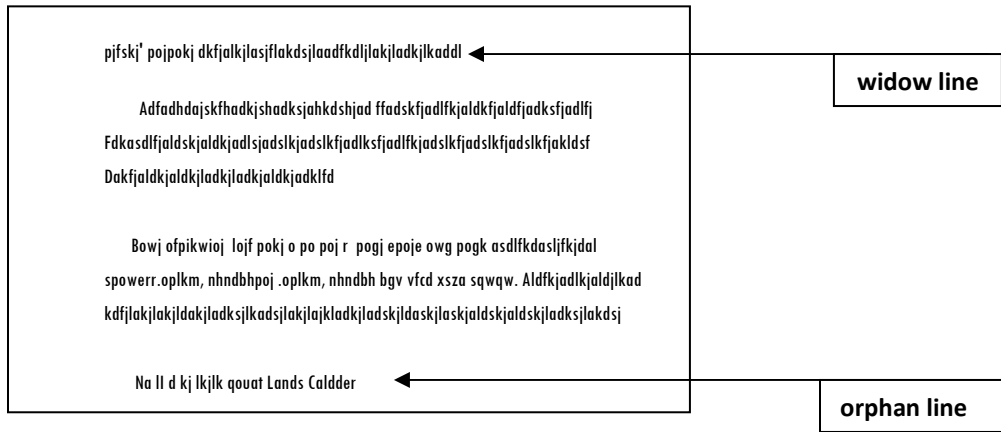 pjfskj' pojpokj dkfjalkjlasjflakdsjlaadfkdljlakjladkjlkaddl
widow line
Adfadhdajskfhadkjshadksjahkdshjad ffadskfjadlfkjaldkfjaldfjadksfjadlfj
Fdkasdlfjaldskjaldkjadlsjadslkjadslkfjadlksfjadlfkjadslkfjadslkfjadslkfjakldsf
Dakfjaldkjaldkjladkjladkjaldkjadklfd
Bowj ofpikwioj lojf pokj o po poj r pogj epoje owg pogk asdlfkdasljfkjdal
spowerr.oplkm, nhndbhpoj .oplkm, nhndbh bgv vfcd xsza sqwqw. Aldfkjadlkjaldjlkad
kdfjlakjlakjldakjladksjlkadsjlakjlajkladkjladskjldaskjlaskjaldskjaldskjladksjlakdsj
Na lI d kj lkjlk qouat Lands Caldder
orphan line